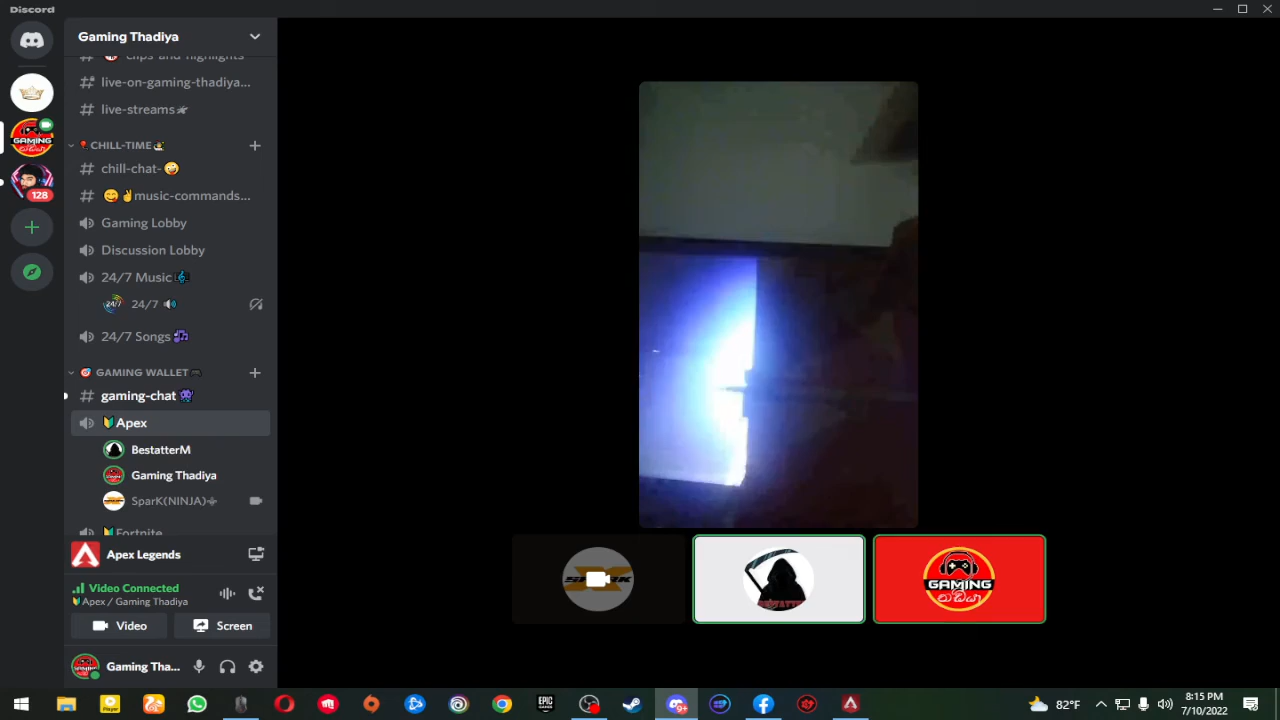 Discord
Gaming Thadiya
clips-and-highlights
live-on-gaming-thadiya...
live-streams
CHILL-TIME
chill-chat-
128
music-commands...
Gaming Lobby
Discussion Lobby
24/7 Music
24/7
24/7 Songs
GAMING WALLET
gaming-chat
Apex
BestatterM
Gaming Thadiya
SparK(NINJA)
Fortnite
Apex Legends
Video Connected
Apex / Gaming Thadiya
Video
Screen
Gaming Tha...
GAMING
82°F
8:15 PM
7/10/2022